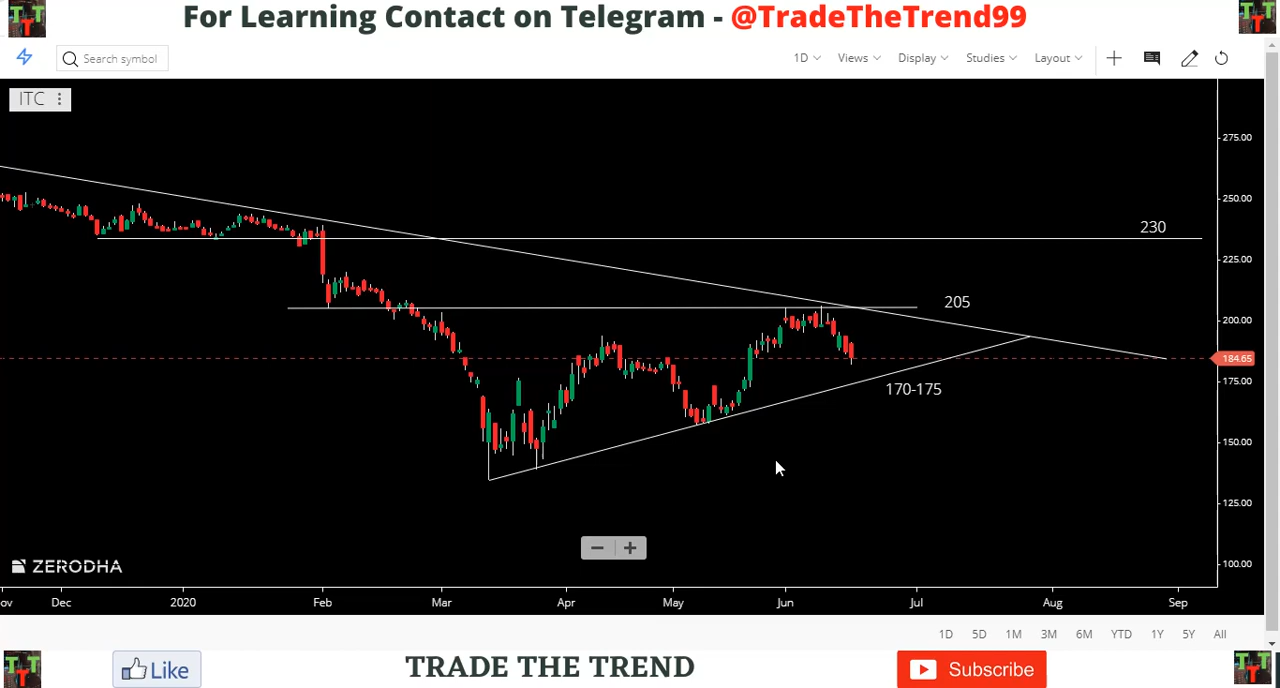 For Learning Contact on Telegram - @TradeTheTrend99
Search symbol
1D Views Display Studies Layout
ITC
275.00
250.00
230
225.00
205
200.00
184.65
175.00
170-175
150.00
125.00
100.00
ZERODHA
ov Dec 2020 Feb Mar Apr May Jun Jul Aug Sep
1D 5D 1M 3M 6M YTD 1Y 5Y All
Like TRADE THE TREND Subscribe